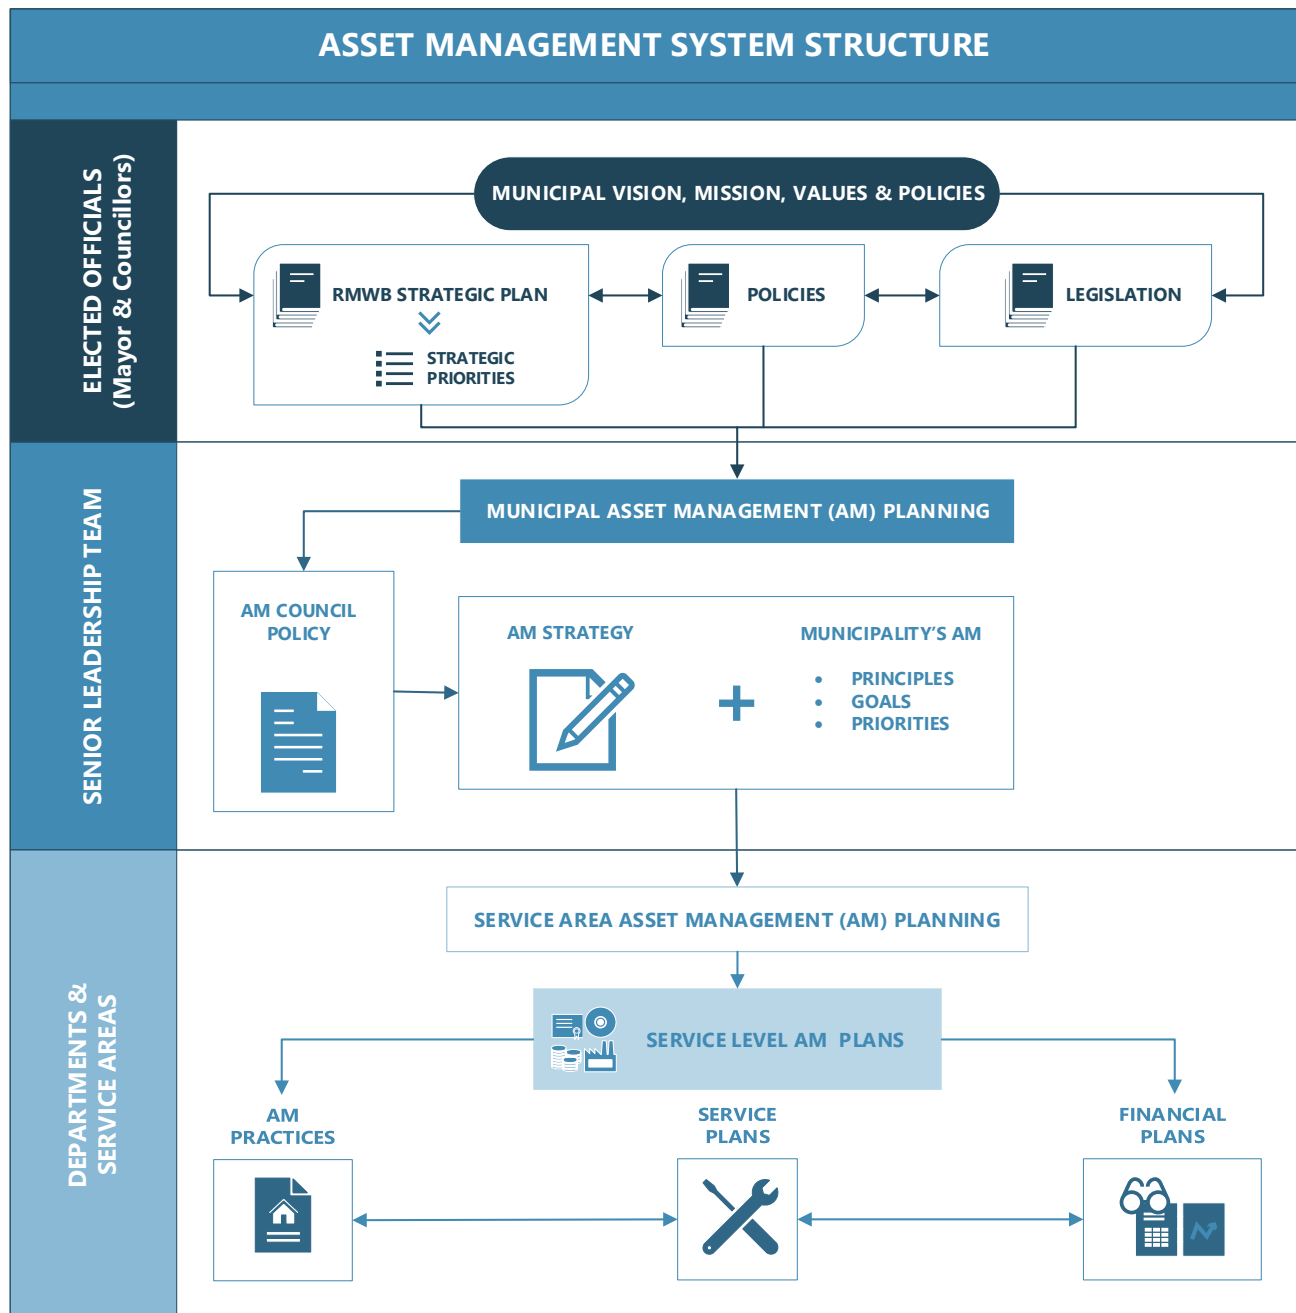 ASSET MANAGEMENT SYSTEM STRUCTURE
ELECTED OFFICIALS
(Mayor & Councillors)
MUNICIPAL VISION, MISSION, VALUES & POLICIES
RMWB STRATEGIC PLAN
STRATEGIC
PRIORITIES
POLICIES
LEGISLATION
SENIOR LEADERSHIP TEAM
MUNICIPAL ASSET MANAGEMENT (AM) PLANNING
AM COUNCIL
POLICY
AM STRATEGY
MUNICIPALITY'S AM
• PRINCIPLES
• GOALS
• PRIORITIES
DEPARTMENTS &
SERVICE AREAS
SERVICE AREA ASSET MANAGEMENT (AM) PLANNING
SERVICE LEVEL AM PLANS
AM
PRACTICES
SERVICE
PLANS
FINANCIAL
PLANS